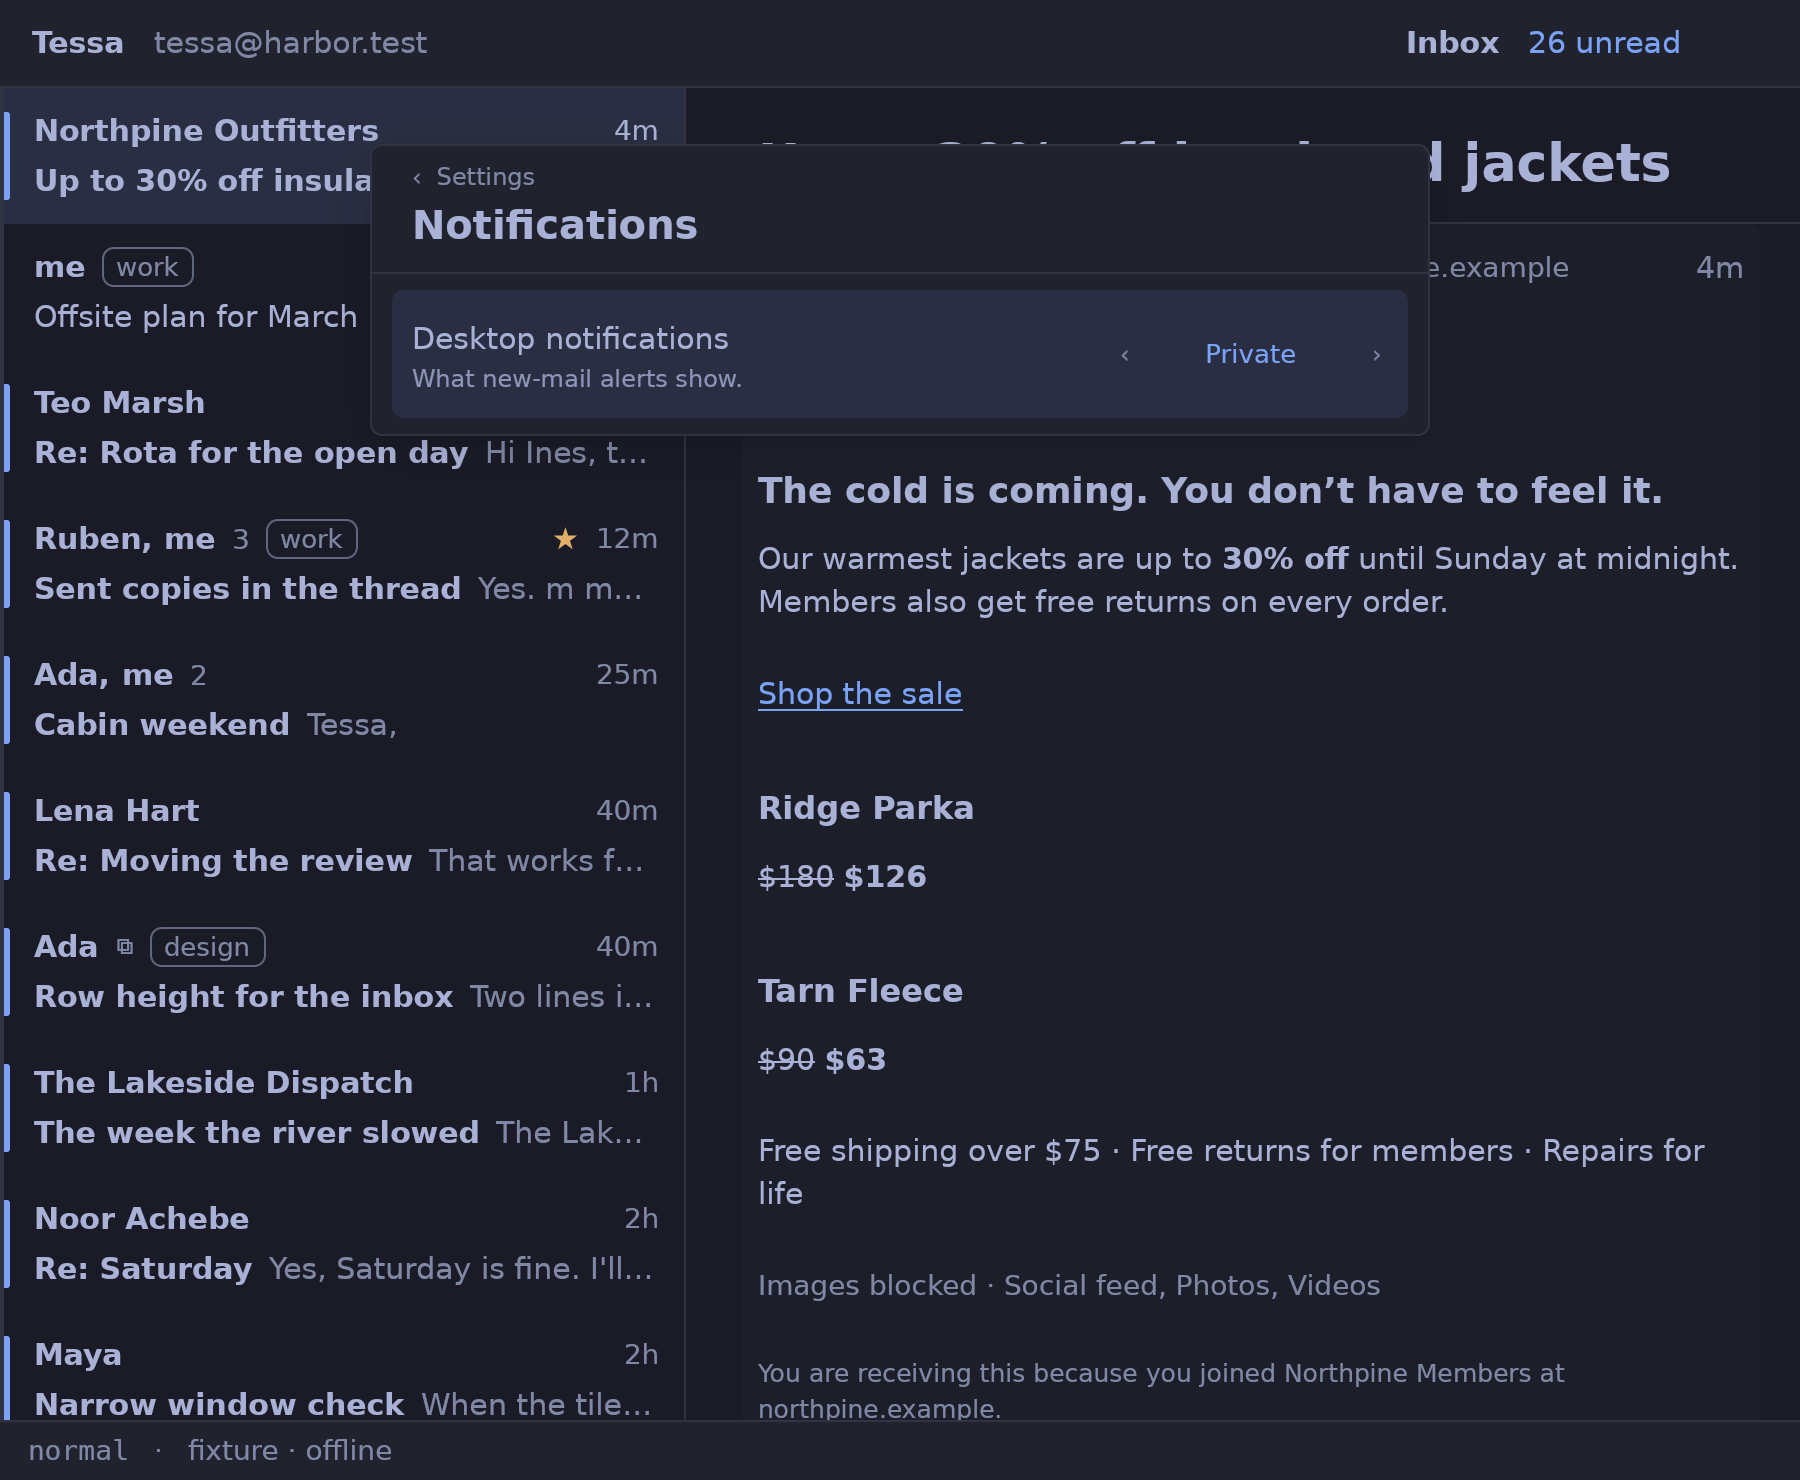 Tessa tessa@harbor.test
Inbox 26 unread
Northpine Outfitters 4m
Up to 30% off insula
me work
Offsite plan for March
Teo Marsh
Re: Rota for the open day Hi Ines, t…
Ruben, me 3 work ★ 12m
Sent copies in the thread Yes. m m…
Ada, me 2 25m
Cabin weekend Tessa,
Lena Hart 40m
Re: Moving the review That works f…
Ada ⧉ design 40m
Row height for the inbox Two lines i…
The Lakeside Dispatch 1h
The week the river slowed The Lak…
Noor Achebe 2h
Re: Saturday Yes, Saturday is fine. I'll…
Maya 2h
Narrow window check When the tile…
‹ Settings
Notifications
Desktop notifications
What new-mail alerts show.
‹ Private ›
jackets
e.example 4m
The cold is coming. You don’t have to feel it.
Our warmest jackets are up to 30% off until Sunday at midnight.
Members also get free returns on every order.
Shop the sale
Ridge Parka
$180 $126
Tarn Fleece
$90 $63
Free shipping over $75 · Free returns for members · Repairs for
life
Images blocked · Social feed, Photos, Videos
You are receiving this because you joined Northpine Members at
northpine.example.
normal · fixture · offline